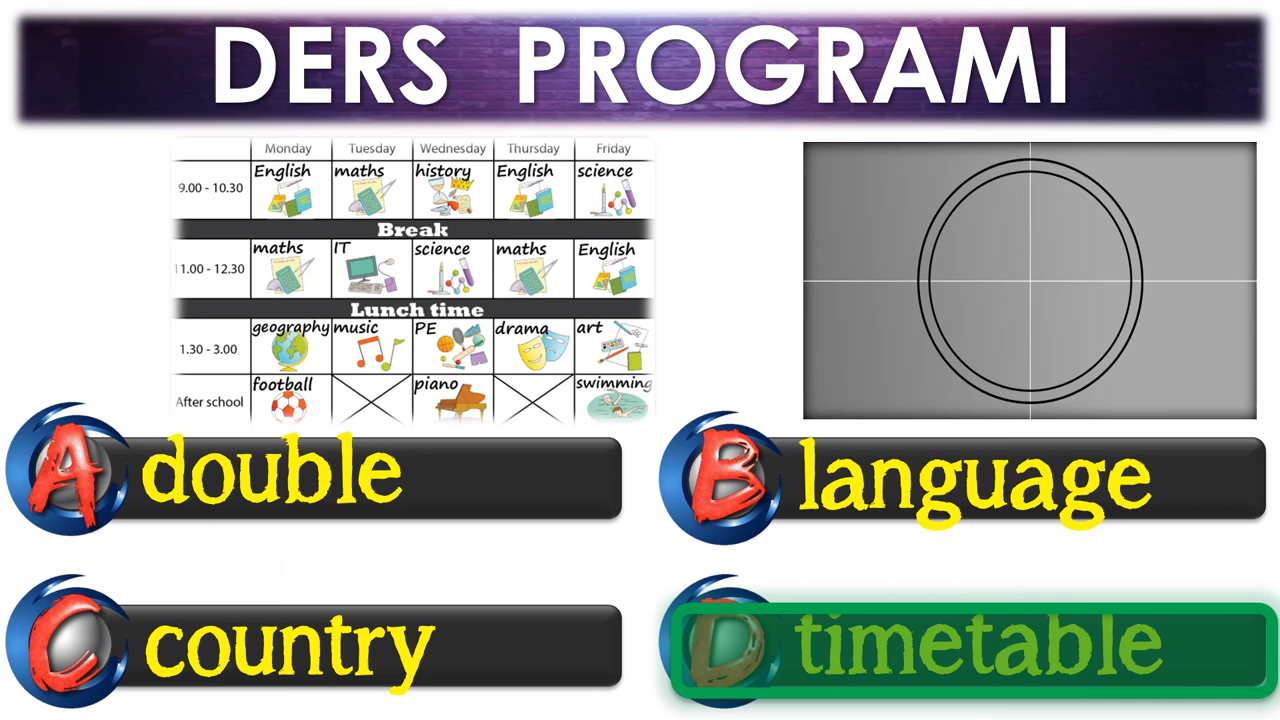 DERS PROGRAMI
Monday Tuesday Wednesday Thursday Friday
9.00 - 10.30 English maths history English science
Break
11.00 - 12.30 maths IT science maths English
Lunch time
1.30 - 3.00 geography music PE drama art
After school football piano swimming
A double
B language
C country
D timetable